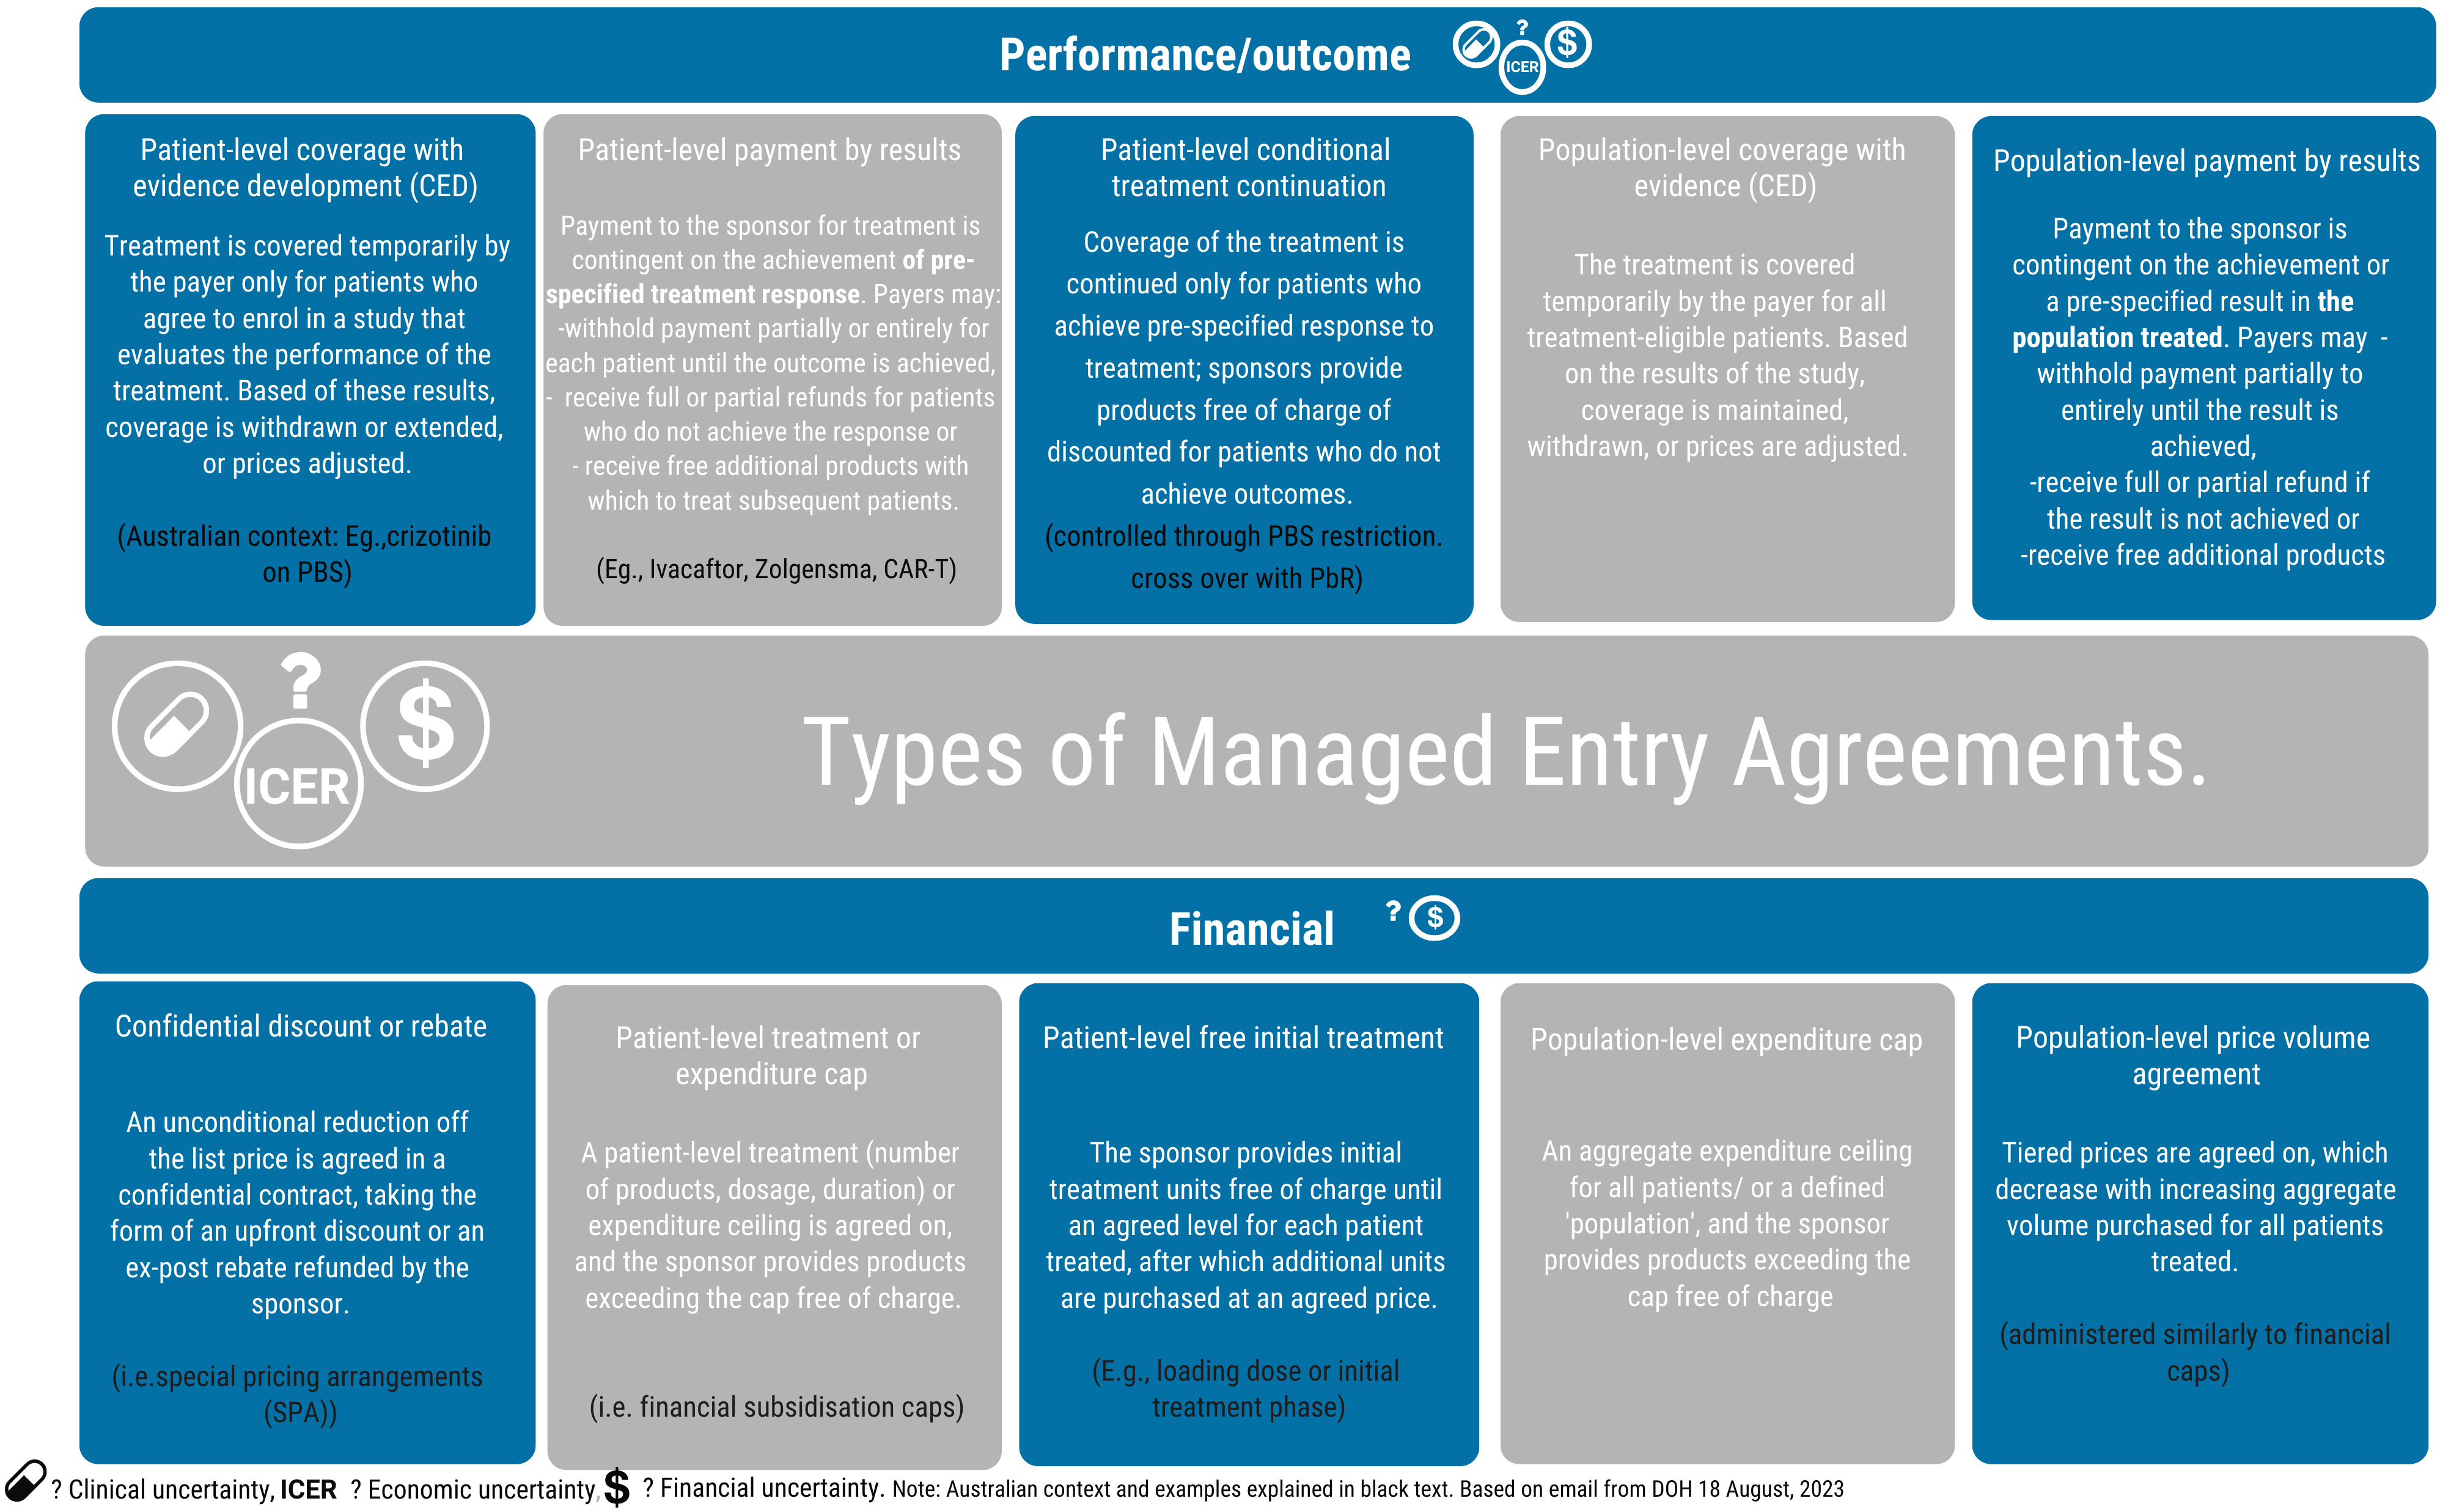 Performance/outcome
?
ICER
$
Patient-level coverage with
evidence development (CED)
Treatment is covered temporarily by
the payer only for patients who
agree to enrol in a study that
evaluates the performance of the
treatment. Based of these results,
coverage is withdrawn or extended,
or prices adjusted.
(Australian context: Eg.,crizotinib
on PBS)
Patient-level payment by results
Payment to the sponsor for treatment is
contingent on the achievement of pre-
specified treatment response. Payers may:
-withhold payment partially or entirely for
each patient until the outcome is achieved,
- receive full or partial refunds for patients
who do not achieve the response or
- receive free additional products with
which to treat subsequent patients.
(Eg., Ivacaftor, Zolgensma, CAR-T)
Patient-level conditional
treatment continuation
Coverage of the treatment is
continued only for patients who
achieve pre-specified response to
treatment; sponsors provide
products free of charge of
discounted for patients who do not
achieve outcomes.
(controlled through PBS restriction.
cross over with PbR)
Population-level coverage with
evidence (CED)
The treatment is covered
temporarily by the payer for all
treatment-eligible patients. Based
on the results of the study,
coverage is maintained,
withdrawn, or prices are adjusted.
Population-level payment by results
Payment to the sponsor is
contingent on the achievement or
a pre-specified result in the
population treated. Payers may -
withhold payment partially to
entirely until the result is
achieved,
-receive full or partial refund if
the result is not achieved or
-receive free additional products
?
ICER
$
Types of Managed Entry Agreements.
Financial
? $
Confidential discount or rebate
An unconditional reduction off
the list price is agreed in a
confidential contract, taking the
form of an upfront discount or an
ex-post rebate refunded by the
sponsor.
(i.e.special pricing arrangements
(SPA))
Patient-level treatment or
expenditure cap
A patient-level treatment (number
of products, dosage, duration) or
expenditure ceiling is agreed on,
and the sponsor provides products
exceeding the cap free of charge.
(i.e. financial subsidisation caps)
Patient-level free initial treatment
The sponsor provides initial
treatment units free of charge until
an agreed level for each patient
treated, after which additional units
are purchased at an agreed price.
(E.g., loading dose or initial
treatment phase)
Population-level expenditure cap
An aggregate expenditure ceiling
for all patients/ or a defined
'population', and the sponsor
provides products exceeding the
cap free of charge
Population-level price volume
agreement
Tiered prices are agreed on, which
decrease with increasing aggregate
volume purchased for all patients
treated.
(administered similarly to financial
caps)
? Clinical uncertainty, ICER ? Economic uncertainty, $ ? Financial uncertainty. Note: Australian context and examples explained in black text. Based on email from DOH 18 August, 2023